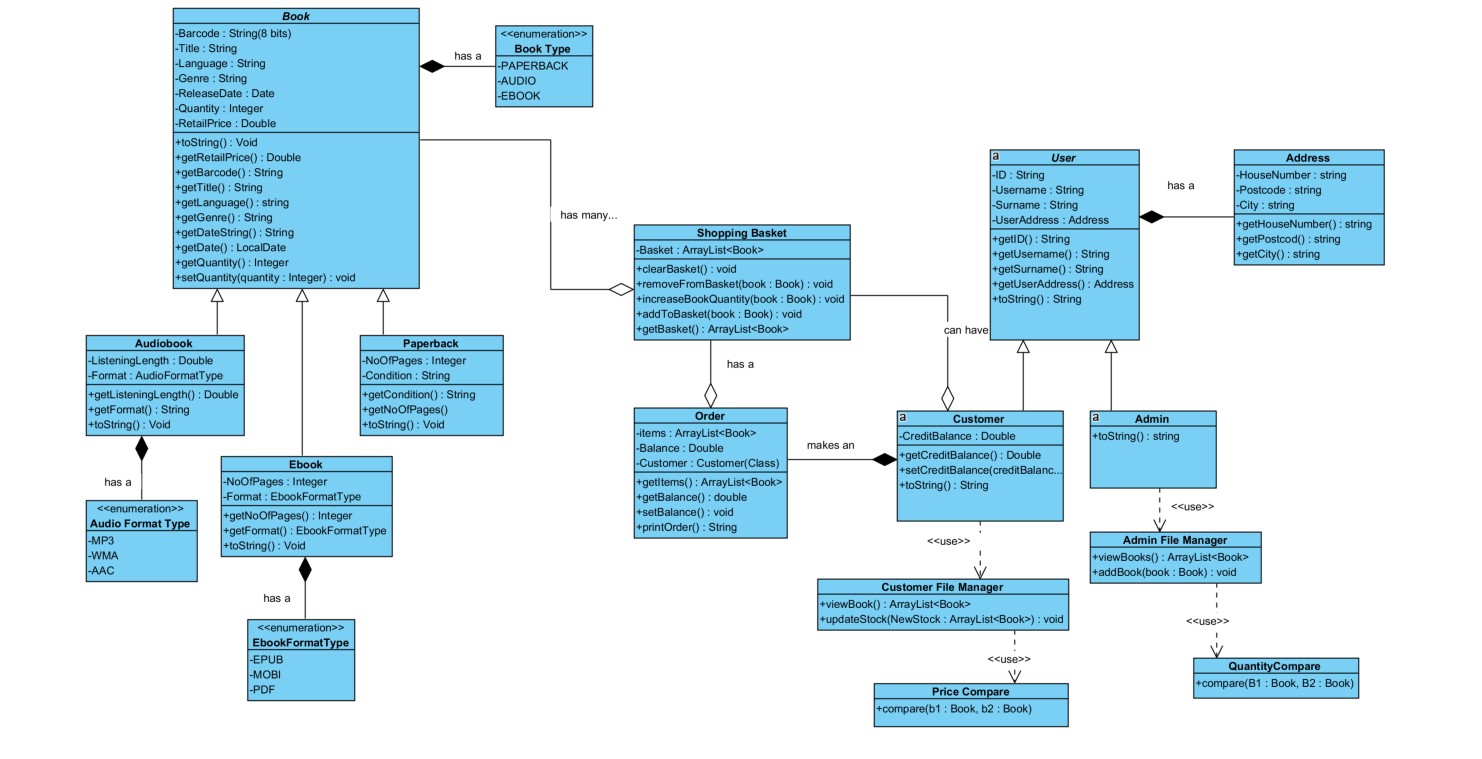 Book
-Barcode : String(8 bits)
-Title : String
-Language : String
-Genre : String
-ReleaseDate : Date
-Quantity : Integer
-RetailPrice : Double
+toString() : Void
+getRetailPrice() : Double
+getBarcode() : String
+getTitle() : String
+getLanguage() : string
+getGenre() : String
+getDateString() : String
+getDate() : LocalDate
+getQuantity() : Integer
+setQuantity(quantity : Integer) : void
has a
<<enumeration>>
Book Type
-PAPERBACK
-AUDIO
-EBOOK
has many...
Audiobook
-ListeningLength : Double
-Format : AudioFormatType
+getListeningLength() : Double
+getFormat() : String
+toString() : Void
has a
<<enumeration>>
Audio Format Type
-MP3
-WMA
-AAC
Ebook
-NoOfPages : Integer
-Format : EbookFormatType
+getNoOfPages() : Integer
+getFormat() : EbookFormatType
+toString() : Void
has a
<<enumeration>>
EbookFormatType
-EPUB
-MOBI
-PDF
Paperback
-NoOfPages : Integer
-Condition : String
+getCondition() : String
+getNoOfPages()
+toString() : Void
Shopping Basket
-Basket : ArrayList<Book>
+clearBasket() : void
+removeFromBasket(book : Book) : void
+increaseBookQuantity(book : Book) : void
+addToBasket(book : Book) : void
+getBasket() : ArrayList<Book>
has a
can have
Order
-items : ArrayList<Book>
-Balance : Double
-Customer : Customer(Class)
+getItems() : ArrayList<Book>
+getBalance() : double
+setBalance() : void
+printOrder() : String
makes an
a
User
-ID : String
-Username : String
-Surname : String
-UserAddress : Address
+getID() : String
+getUsername() : String
+getSurname() : String
+getUserAddress() : Address
+toString() : String
has a
Address
-HouseNumber : string
-Postcode : string
-City : string
+getHouseNumber() : string
+getPostcod() : string
+getCity() : string
a
Customer
-CreditBalance : Double
+getCreditBalance() : Double
+setCreditBalance(creditBalanc...
+toString() : String
<<use>>
Customer File Manager
+viewBook() : ArrayList<Book>
+updateStock(NewStock : ArrayList<Book>) : void
<<use>>
Price Compare
+compare(b1 : Book, b2 : Book)
a
Admin
+toString() : string
<<use>>
Admin File Manager
+viewBooks() : ArrayList<Book>
+addBook(book : Book) : void
<<use>>
QuantityCompare
+compare(B1 : Book, B2 : Book)